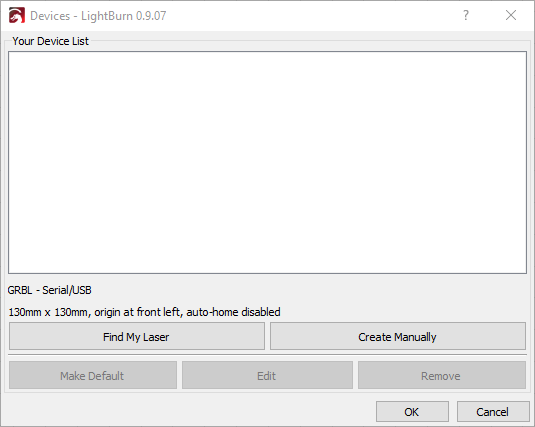 Devices - LightBurn 0.9.07
Your Device List
GRBL - Serial/USB
130mm x 130mm, origin at front left, auto-home disabled
Find My Laser Create Manually
Make Default Edit Remove
OK Cancel